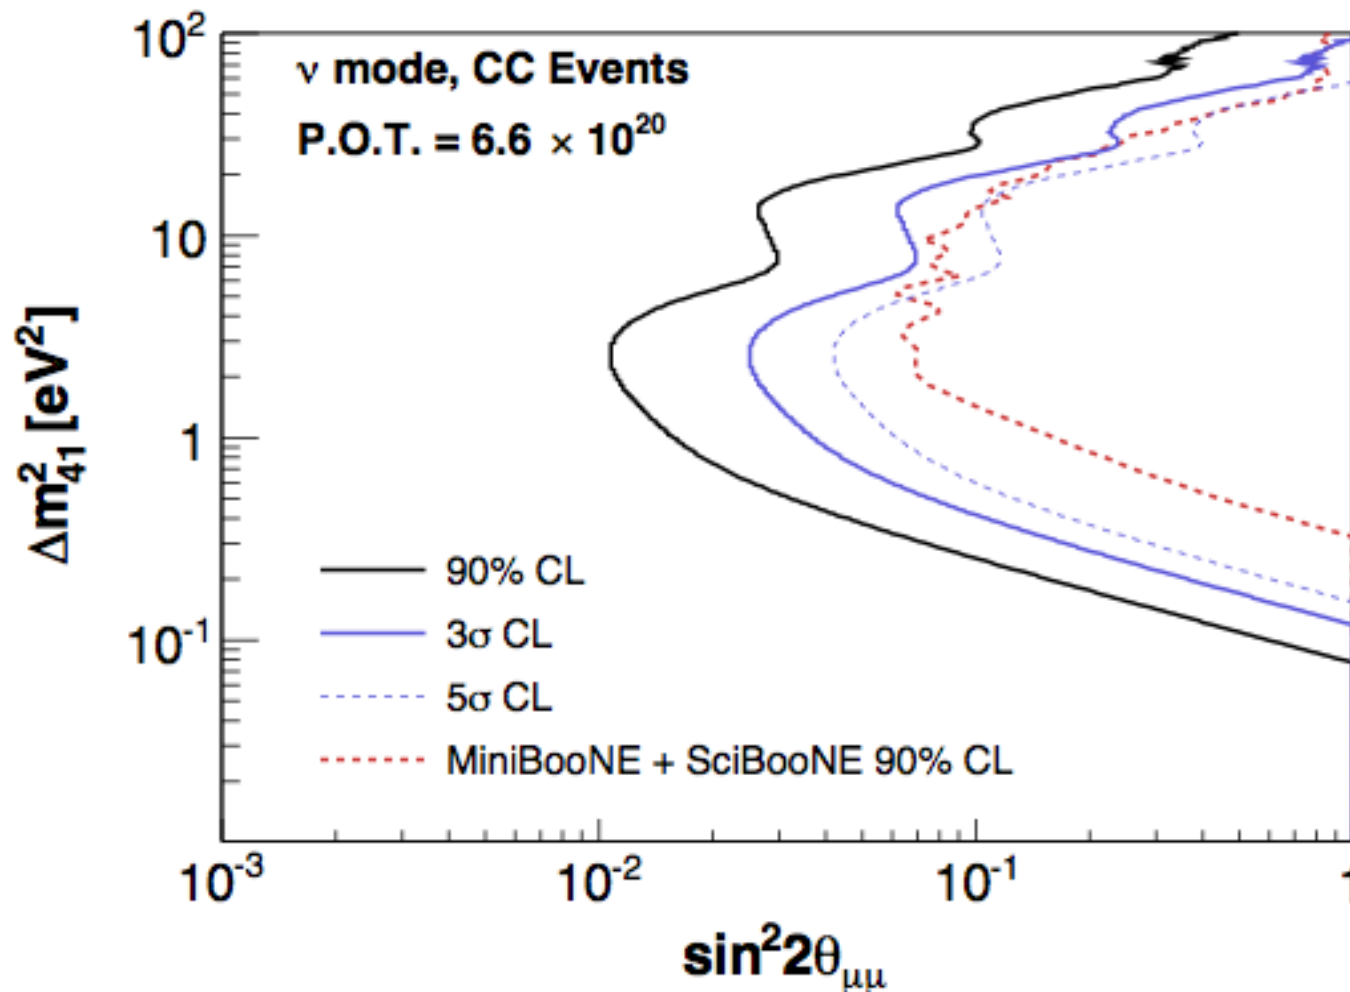 10²
ν mode, CC Events
P.O.T. = 6.6 × 10²⁰
10
1
10⁻¹
Δm²₄₁ [eV²]
90% CL
3σ CL
5σ CL
MiniBooNE + SciBooNE 90% CL
10⁻³
10⁻²
10⁻¹
1
sin²2θ_μμ